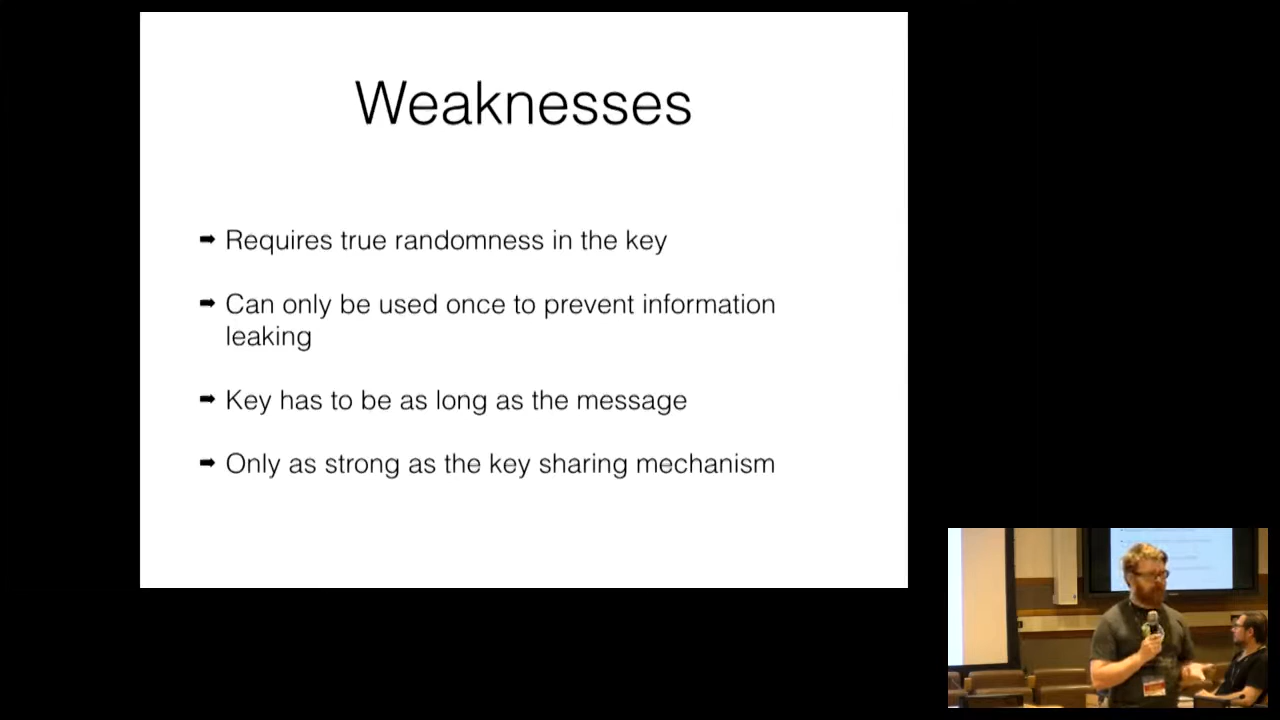 Weaknesses
➡ Requires true randomness in the key
➡ Can only be used once to prevent information
leaking
➡ Key has to be as long as the message
➡ Only as strong as the key sharing mechanism